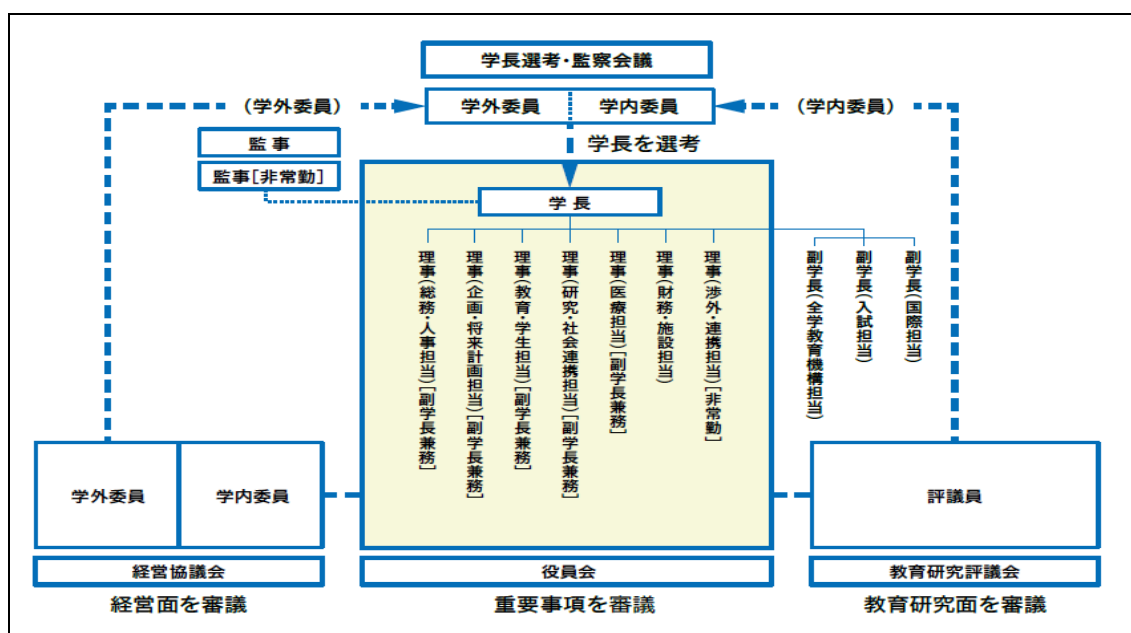 学長選考・監察会議
(学外委員)
学外委員
学内委員
(学内委員)
監事
監事[非常勤]
学長を選考
学長
理事(総務・人事担当)[副学長兼務]
理事(企画・将来計画担当)[副学長兼務]
理事(教育・学生担当)[副学長兼務]
理事(研究・社会連携担当)[副学長兼務]
理事(医療担当)[副学長兼務]
理事(財務・施設担当)
理事(渉外・連携担当)[非常勤]
副学長(全学教育機構担当)
副学長(入試担当)
副学長(国際担当)
学外委員
学内委員
評議員
経営協議会
役員会
教育研究評議会
経営面を審議
重要事項を審議
教育研究面を審議